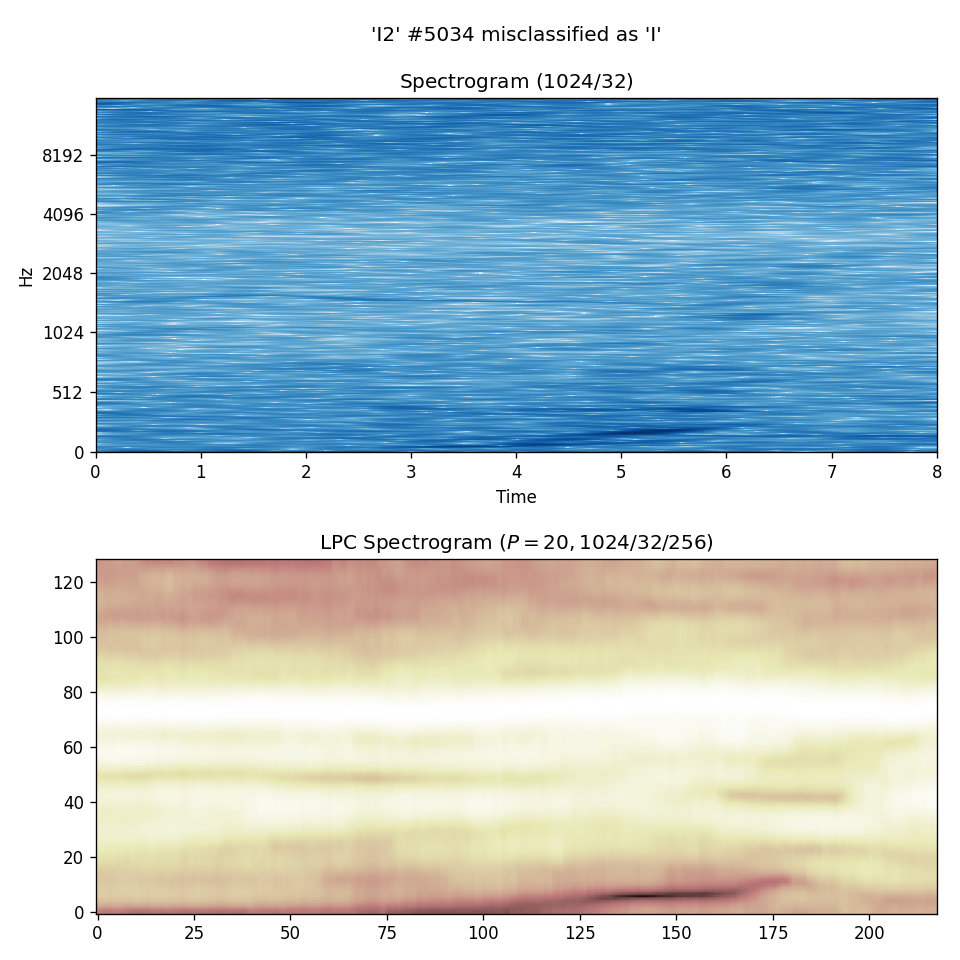 'I2' #5034 misclassified as 'I'
Spectrogram (1024/32)
8192
4096
2048
1024
512
0
Hz
0 1 2 3 4 5 6 7 8
Time
LPC Spectrogram (P = 20, 1024/32/256)
120
100
80
60
40
20
0
0 25 50 75 100 125 150 175 200